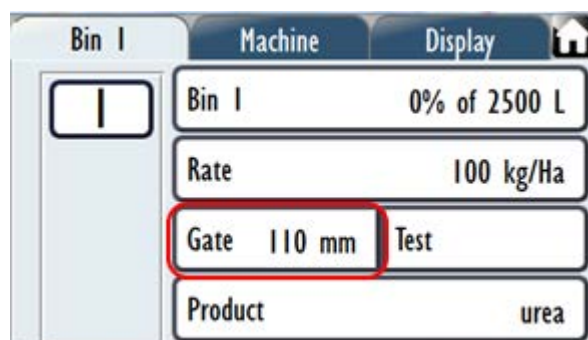 Bin 1 Machine Display
1
Bin 1 0% of 2500 L
Rate 100 kg/Ha
Gate 110 mm Test
Product urea